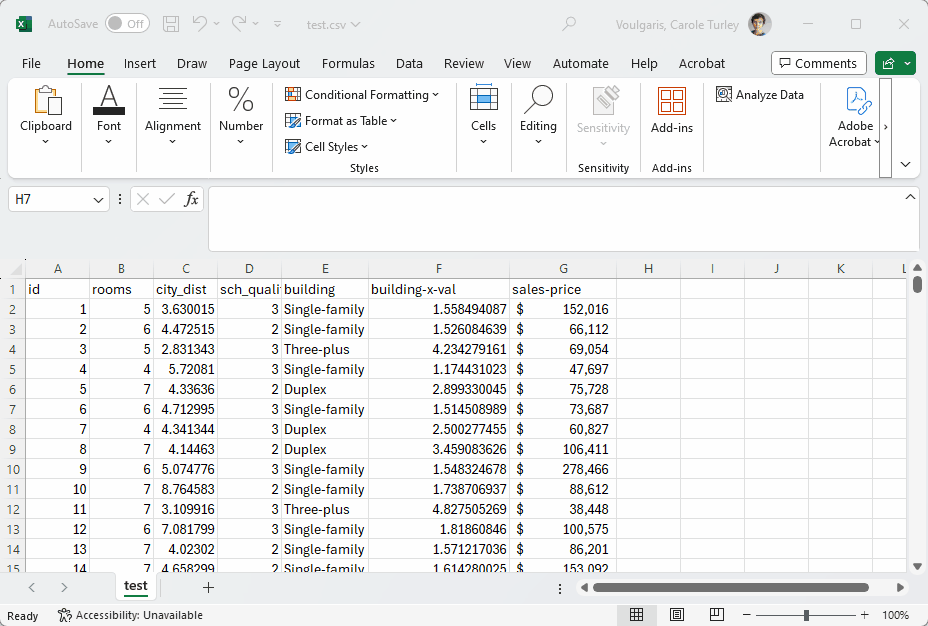 AutoSave Off test.csv Voulgaris, Carole Turley
File Home Insert Draw Page Layout Formulas Data Review View Automate Help Acrobat Comments
Clipboard Font Alignment Number Conditional Formatting Format as Table Cell Styles Styles Cells Editing Sensitivity Sensitivity Add-ins Add-ins Analyze Data Adobe Acrobat
H7 fx
A B C D E F G H I J K L
1 id rooms city_dist sch_quali building building-x-val sales-price
2 1 5 3.630015 3 Single-family 1.558494087 $ 152,016
3 2 6 4.472515 2 Single-family 1.526084639 $ 66,112
4 3 5 2.831343 3 Three-plus 4.234279161 $ 69,054
5 4 4 5.72081 3 Single-family 1.174431023 $ 47,697
6 5 7 4.33636 2 Duplex 2.899330045 $ 75,728
7 6 6 4.712995 3 Single-family 1.514508989 $ 73,687
8 7 4 4.341344 3 Duplex 2.500277455 $ 60,827
9 8 7 4.14463 2 Duplex 3.459083626 $ 106,411
10 9 6 5.074776 3 Single-family 1.548324678 $ 278,466
11 10 7 8.764583 2 Single-family 1.738706937 $ 88,612
12 11 7 3.109916 3 Three-plus 4.827505269 $ 38,448
13 12 6 7.081799 3 Single-family 1.81860846 $ 100,575
14 13 7 4.02302 2 Single-family 1.571217036 $ 86,201
15 14 7 4.658299 2 Single-family 1.614280025 $ 153,092
test
Ready Accessibility: Unavailable 100%